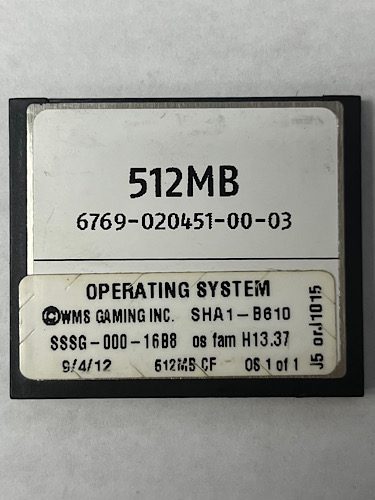 512MB
6769-020451-00-03
OPERATING SYSTEM
©WMS GAMING INC. SHA1-B610
SSSG-000-16B8 os fam H13.37
9/4/12 512MB CF OS 1 of 1
J5 or J1015